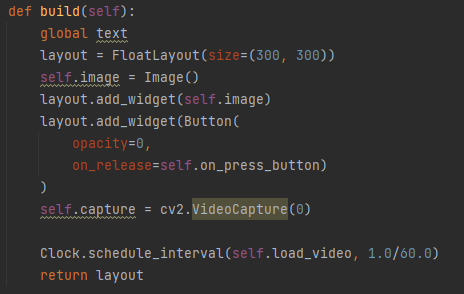 def build(self):
    global text
    layout = FloatLayout(size=(300, 300))
    self.image = Image()
    layout.add_widget(self.image)
    layout.add_widget(Button(
        opacity=0,
        on_release=self.on_press_button)
    )
    self.capture = cv2.VideoCapture(0)

    Clock.schedule_interval(self.load_video, 1.0/60.0)
    return layout